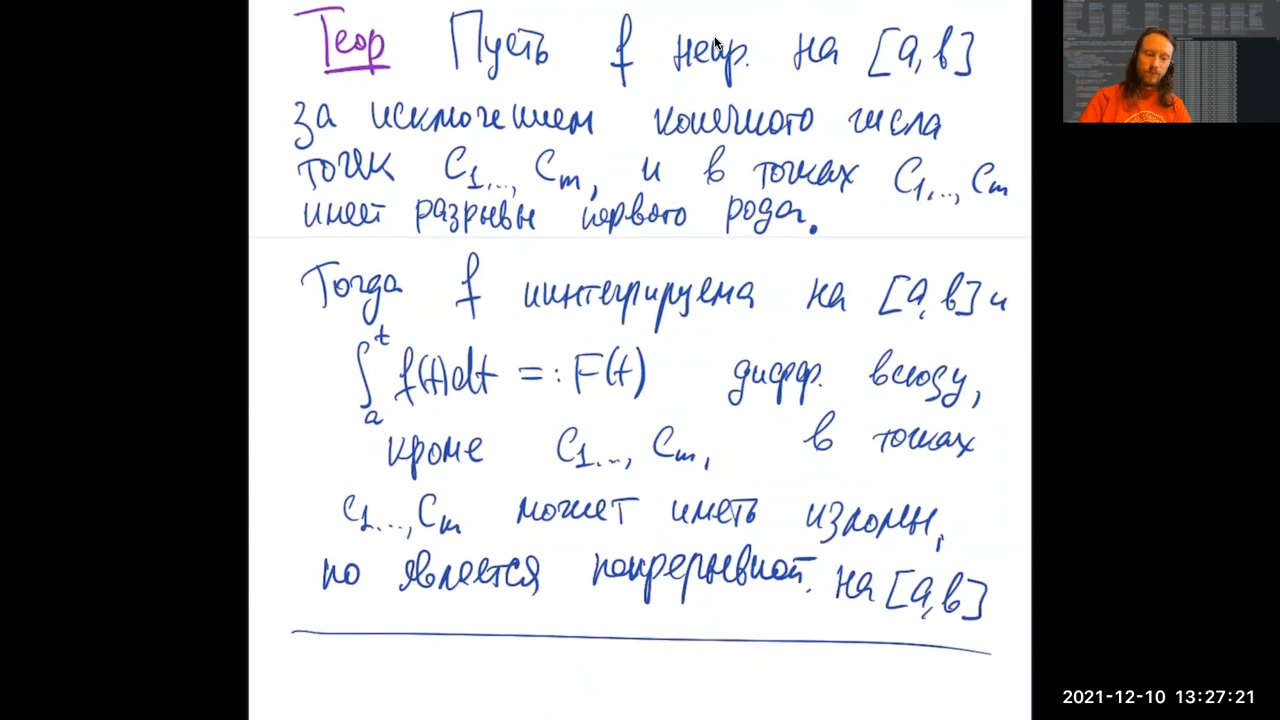 Теор Пусть f непр. на [a,b]
за исключением конечного числа
точек C₁,..., Cₘ, и в точках C₁,..., Cₘ
имеет разрывы первого рода.
Тогда f интегрируема на [a,b] и
∫ₐᵗ f(t)dt =: F(t) дифф. всюду,
кроме C₁,..., Cₘ, в точках
C₁,..., Cₘ может иметь изломы,
но является непрерывной. на [a,b]
2021-12-10 13:27:21